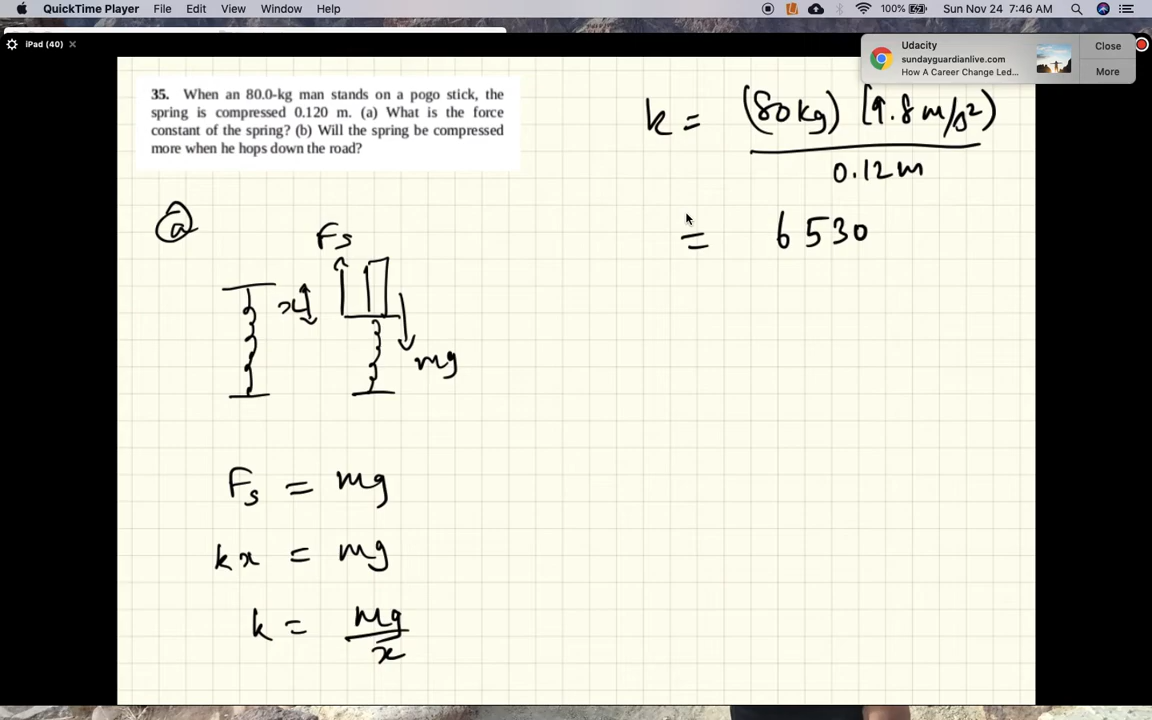 QuickTime Player File Edit View Window Help 100% Sun Nov 24 7:46 AM
iPad (40)
Udacity
sundayguardianlive.com
How A Career Change Led...
Close
More
35. When an 80.0-kg man stands on a pogo stick, the
spring is compressed 0.120 m. (a) What is the force
constant of the spring? (b) Will the spring be compressed
more when he hops down the road?
k = (80 kg) [9.8 m/s²)
0.12 m
= 6530
a
Fs
x
mg
Fs = mg
kx = mg
k = mg
x